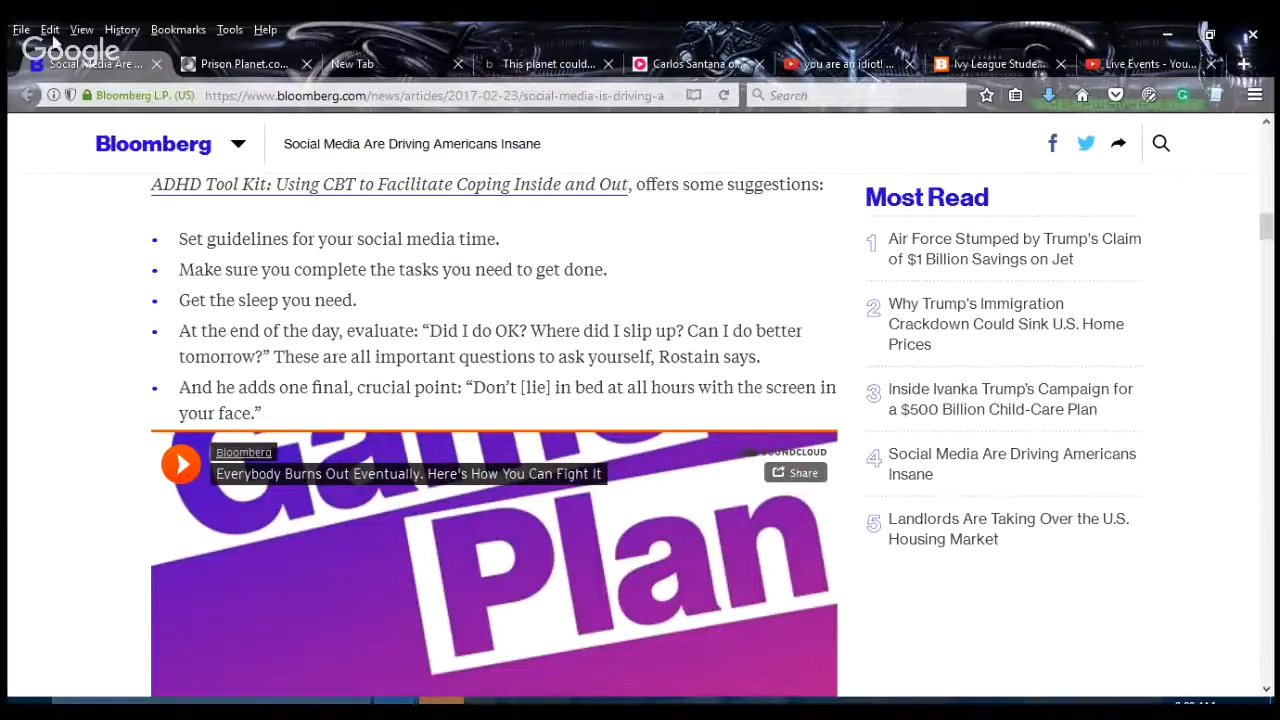 File Edit View History Bookmarks Tools Help
Google
Social Media Are ...
Prison Planet.co...
New Tab
This planet could...
Carlos Santana o...
you are an idiot! ...
Ivy League Stude...
Live Events - You...
Bloomberg L.P. (US)
https://www.bloomberg.com/news/articles/2017-02-23/social-media-is-driving-a
Search
Bloomberg
Social Media Are Driving Americans Insane
ADHD Tool Kit: Using CBT to Facilitate Coping Inside and Out, offers some suggestions:
• Set guidelines for your social media time.
• Make sure you complete the tasks you need to get done.
• Get the sleep you need.
• At the end of the day, evaluate: “Did I do OK? Where did I slip up? Can I do better
tomorrow?” These are all important questions to ask yourself, Rostain says.
• And he adds one final, crucial point: “Don’t [lie] in bed at all hours with the screen in
your face.”
Bloomberg
Everybody Burns Out Eventually. Here's How You Can Fight It
SOUNDCLOUD
Share
Game
Plan
Most Read
1 Air Force Stumped by Trump's Claim
of $1 Billion Savings on Jet
2 Why Trump's Immigration
Crackdown Could Sink U.S. Home
Prices
3 Inside Ivanka Trump’s Campaign for
a $500 Billion Child-Care Plan
4 Social Media Are Driving Americans
Insane
5 Landlords Are Taking Over the U.S.
Housing Market